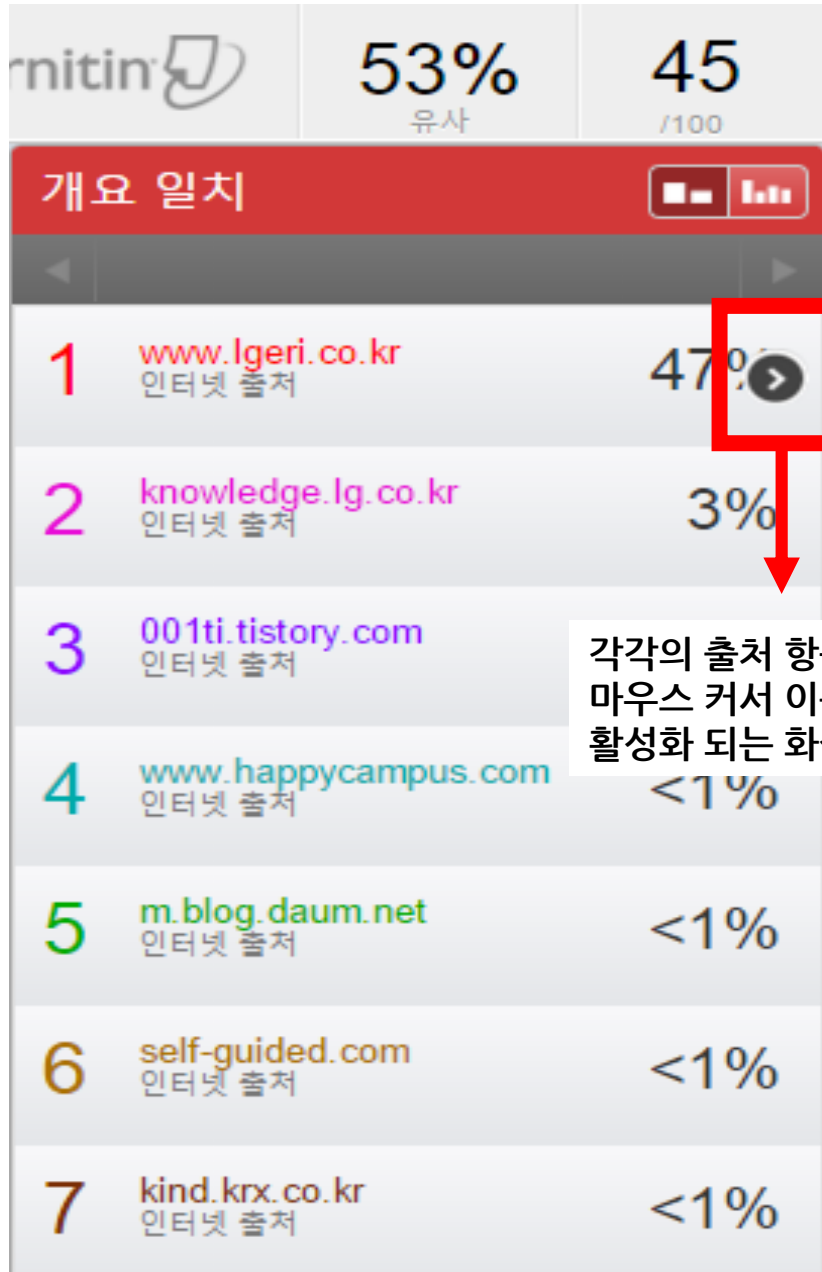 rnitin
53%
유사
45
/100
개요 일치
1
www.lgeri.co.kr
인터넷 출처
47%
2
knowledge.lg.co.kr
인터넷 출처
3%
3
001ti.tistory.com
인터넷 출처
각각의 출처
마우스 커서
활성화 되는
4
www.happycampus.com
인터넷 출처
<1%
5
m.blog.daum.net
인터넷 출처
<1%
6
self-guided.com
인터넷 출처
<1%
7
kind.krx.co.kr
인터넷 출처
<1%